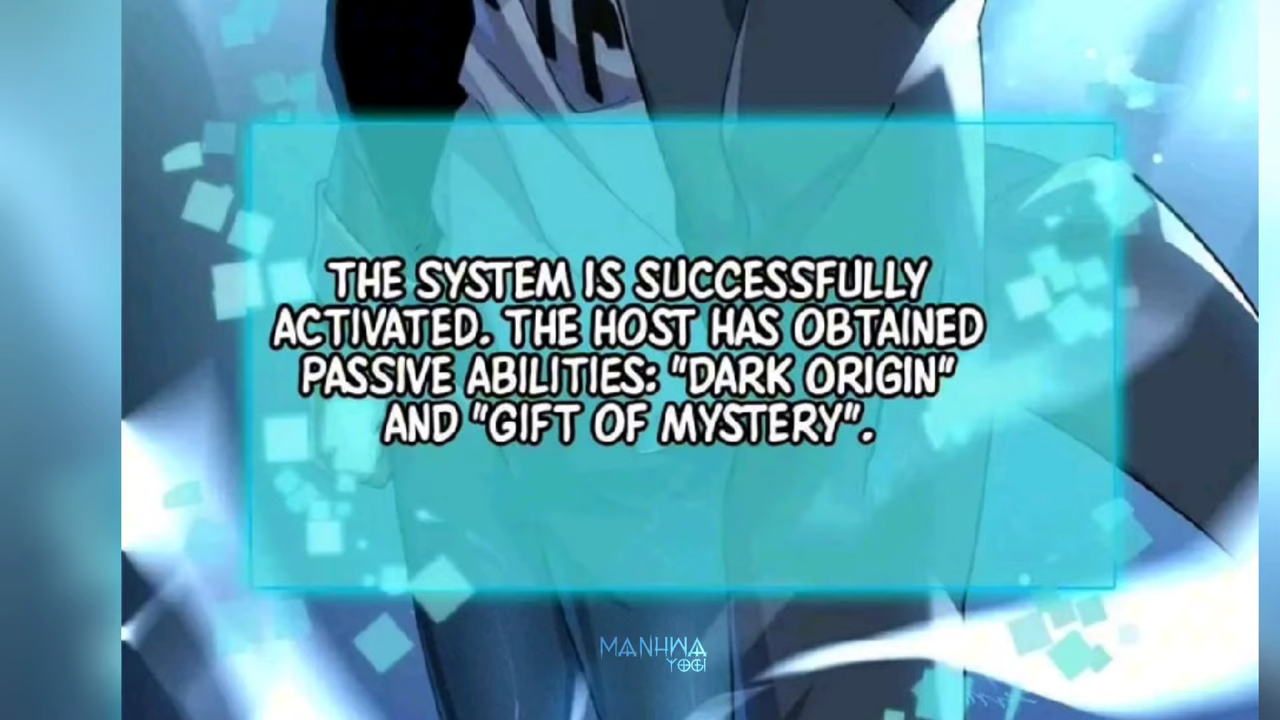 THE SYSTEM IS SUCCESSFULLY
ACTIVATED. THE HOST HAS OBTAINED
PASSIVE ABILITIES: "DARK ORIGIN"
AND "GIFT OF MYSTERY".
MANHWA
YOGI